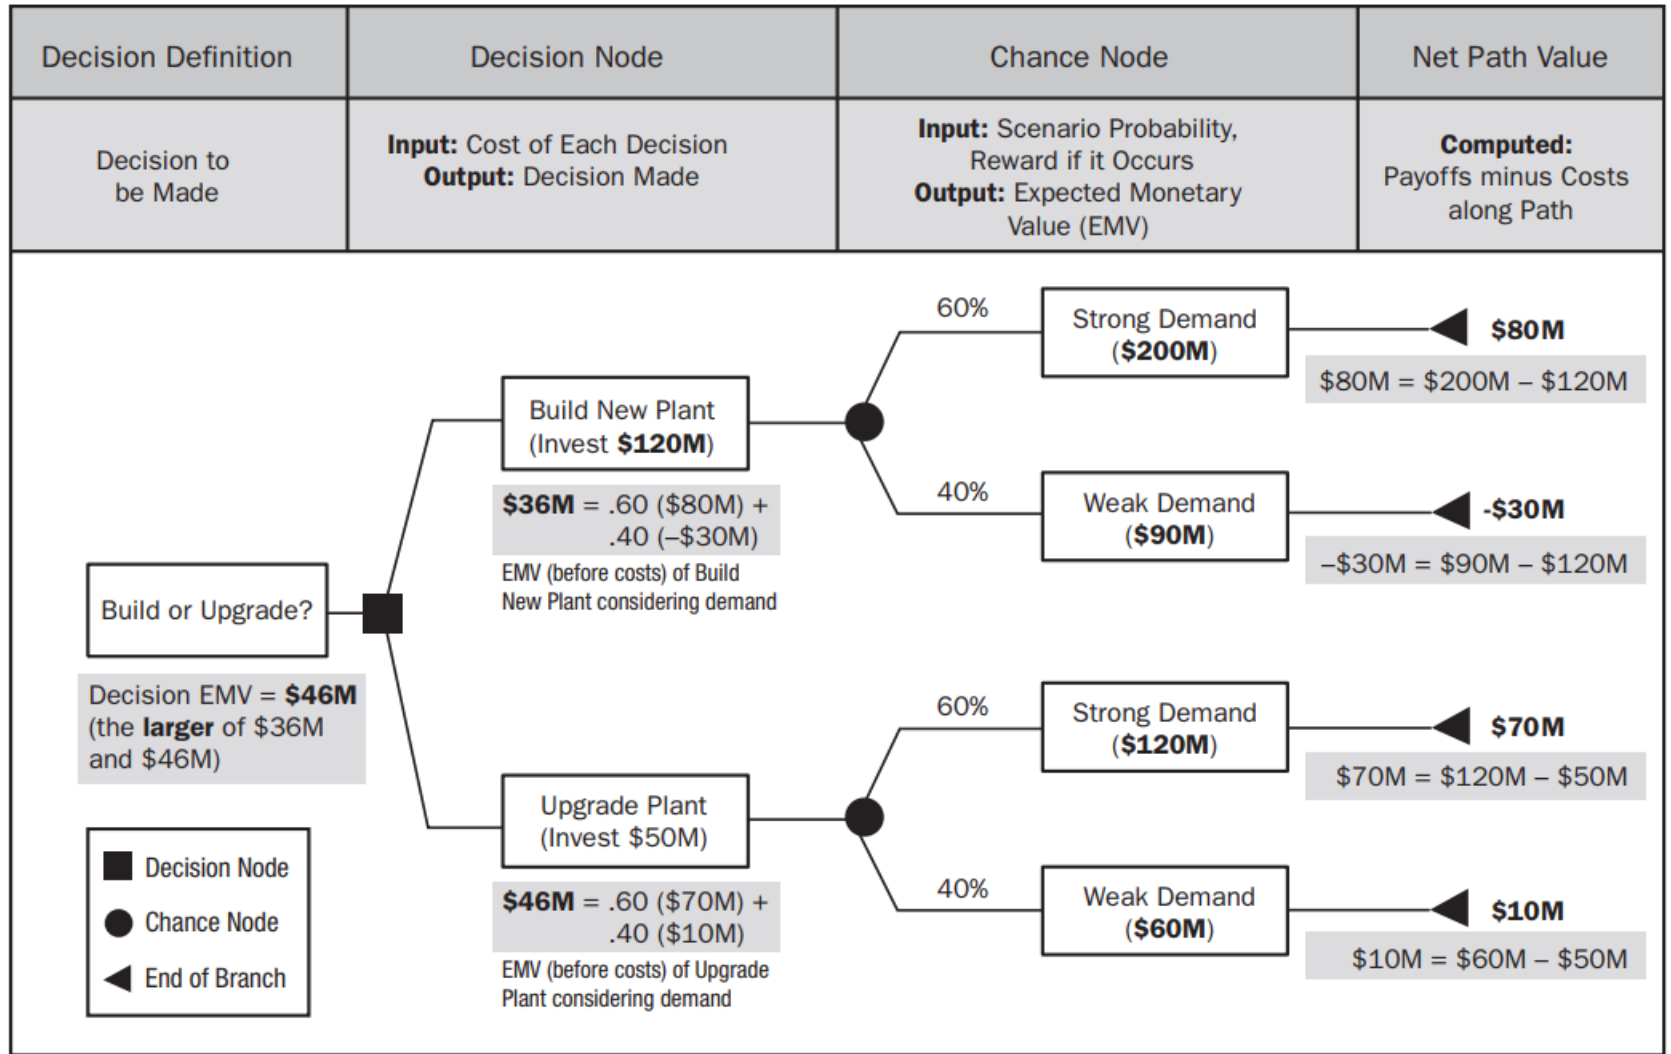 Decision Definition
Decision Node
Chance Node
Net Path Value
Decision to
be Made
Input: Cost of Each Decision
Output: Decision Made
Input: Scenario Probability,
Reward if it Occurs
Output: Expected Monetary
Value (EMV)
Computed:
Payoffs minus Costs
along Path
Build or Upgrade?
Decision EMV = $46M
(the larger of $36M
and $46M)
Build New Plant
(Invest $120M)
$36M = .60 ($80M) +
.40 (–$30M)
EMV (before costs) of Build
New Plant considering demand
60%
Strong Demand
($200M)
$80M
$80M = $200M – $120M
40%
Weak Demand
($90M)
-$30M
–$30M = $90M – $120M
Upgrade Plant
(Invest $50M)
$46M = .60 ($70M) +
.40 ($10M)
EMV (before costs) of Upgrade
Plant considering demand
60%
Strong Demand
($120M)
$70M
$70M = $120M – $50M
40%
Weak Demand
($60M)
$10M
$10M = $60M – $50M
Decision Node
Chance Node
End of Branch